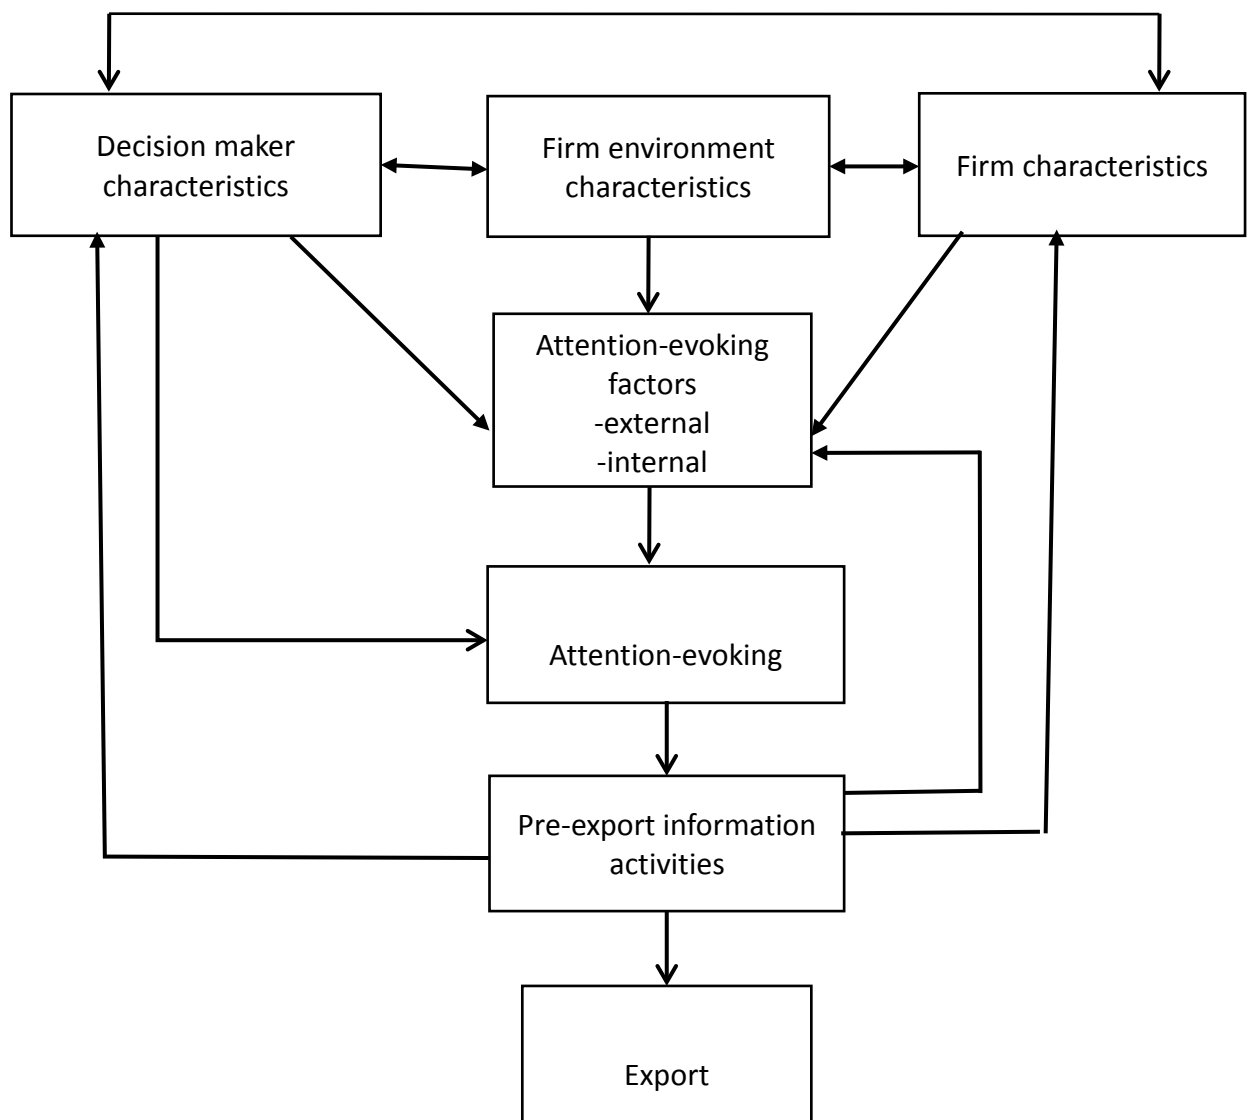 Decision maker
characteristics
Firm environment
characteristics
Firm characteristics
Attention-evoking
factors
-external
-internal
Attention-evoking
Pre-export information
activities
Export